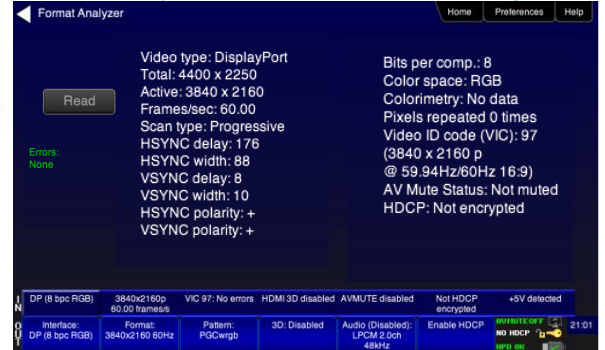 Format Analyzer
Home
Preferences
Help
Read
Errors:
None
Video type: DisplayPort
Total: 4400 x 2250
Active: 3840 x 2160
Frames/sec: 60.00
Scan type: Progressive
HSYNC delay: 176
HSYNC width: 88
VSYNC delay: 8
VSYNC width: 10
HSYNC polarity: +
VSYNC polarity: +
Bits per comp.: 8
Color space: RGB
Colorimetry: No data
Pixels repeated 0 times
Video ID code (VIC): 97
(3840 x 2160 p
@ 59.94Hz/60Hz 16:9)
AV Mute Status: Not muted
HDCP: Not encrypted
IN
DP (8 bpc RGB)
3840x2160p
60.00 frames/s
VIC 97: No errors
HDMI 3D disabled
AVMUTE disabled
Not HDCP
encrypted
+5V detected
OUT
Interface:
DP (8 bpc RGB)
Format:
3840x2160 60Hz
Pattern:
PGCwrgb
3D: Disabled
Audio (Disabled):
LPCM 2.0ch
48kHz
Enable HDCP
AVMUTE OFF
NO HDCP
HPD OK
21:01